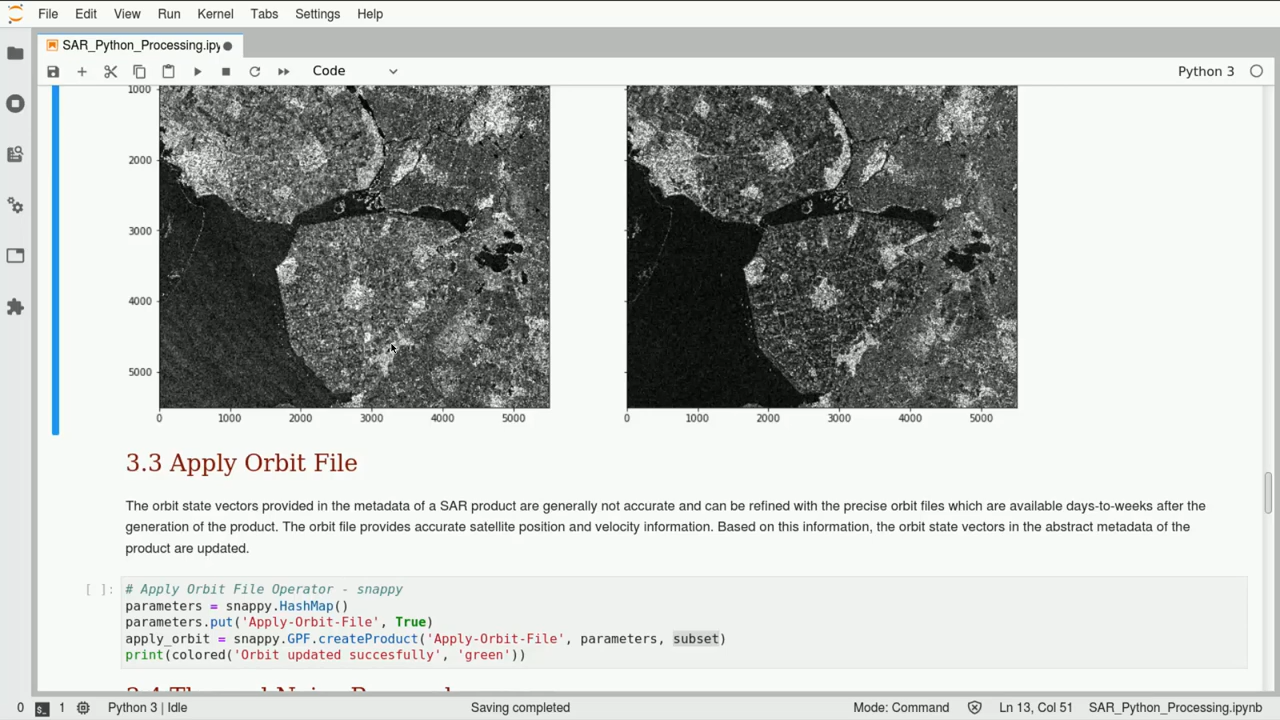 File Edit View Run Kernel Tabs Settings Help
SAR_Python_Processing.ipy
Code Python 3
1000
2000
3000
4000
5000
0 1000 2000 3000 4000 5000 0 1000 2000 3000 4000 5000
3.3 Apply Orbit File
The orbit state vectors provided in the metadata of a SAR product are generally not accurate and can be refined with the precise orbit files which are available days-to-weeks after the
generation of the product. The orbit file provides accurate satellite position and velocity information. Based on this information, the orbit state vectors in the abstract metadata of the
product are updated.
[ ]: # Apply Orbit File Operator - snappy
parameters = snappy.HashMap()
parameters.put('Apply-Orbit-File', True)
apply_orbit = snappy.GPF.createProduct('Apply-Orbit-File', parameters, subset)
print(colored('Orbit updated succesfully', 'green'))
0 1 Python 3 | Idle Saving completed Mode: Command Ln 13, Col 51 SAR_Python_Processing.ipynb